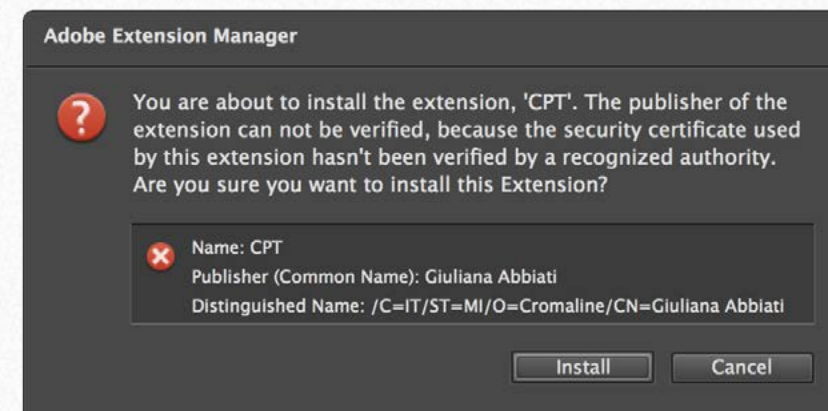 Adobe Extension Manager
You are about to install the extension, 'CPT'. The publisher of the
extension can not be verified, because the security certificate used
by this extension hasn't been verified by a recognized authority.
Are you sure you want to install this Extension?
Name: CPT
Publisher (Common Name): Giuliana Abbiati
Distinguished Name: /C=IT/ST=MI/O=Cromaline/CN=Giuliana Abbiati
Install Cancel